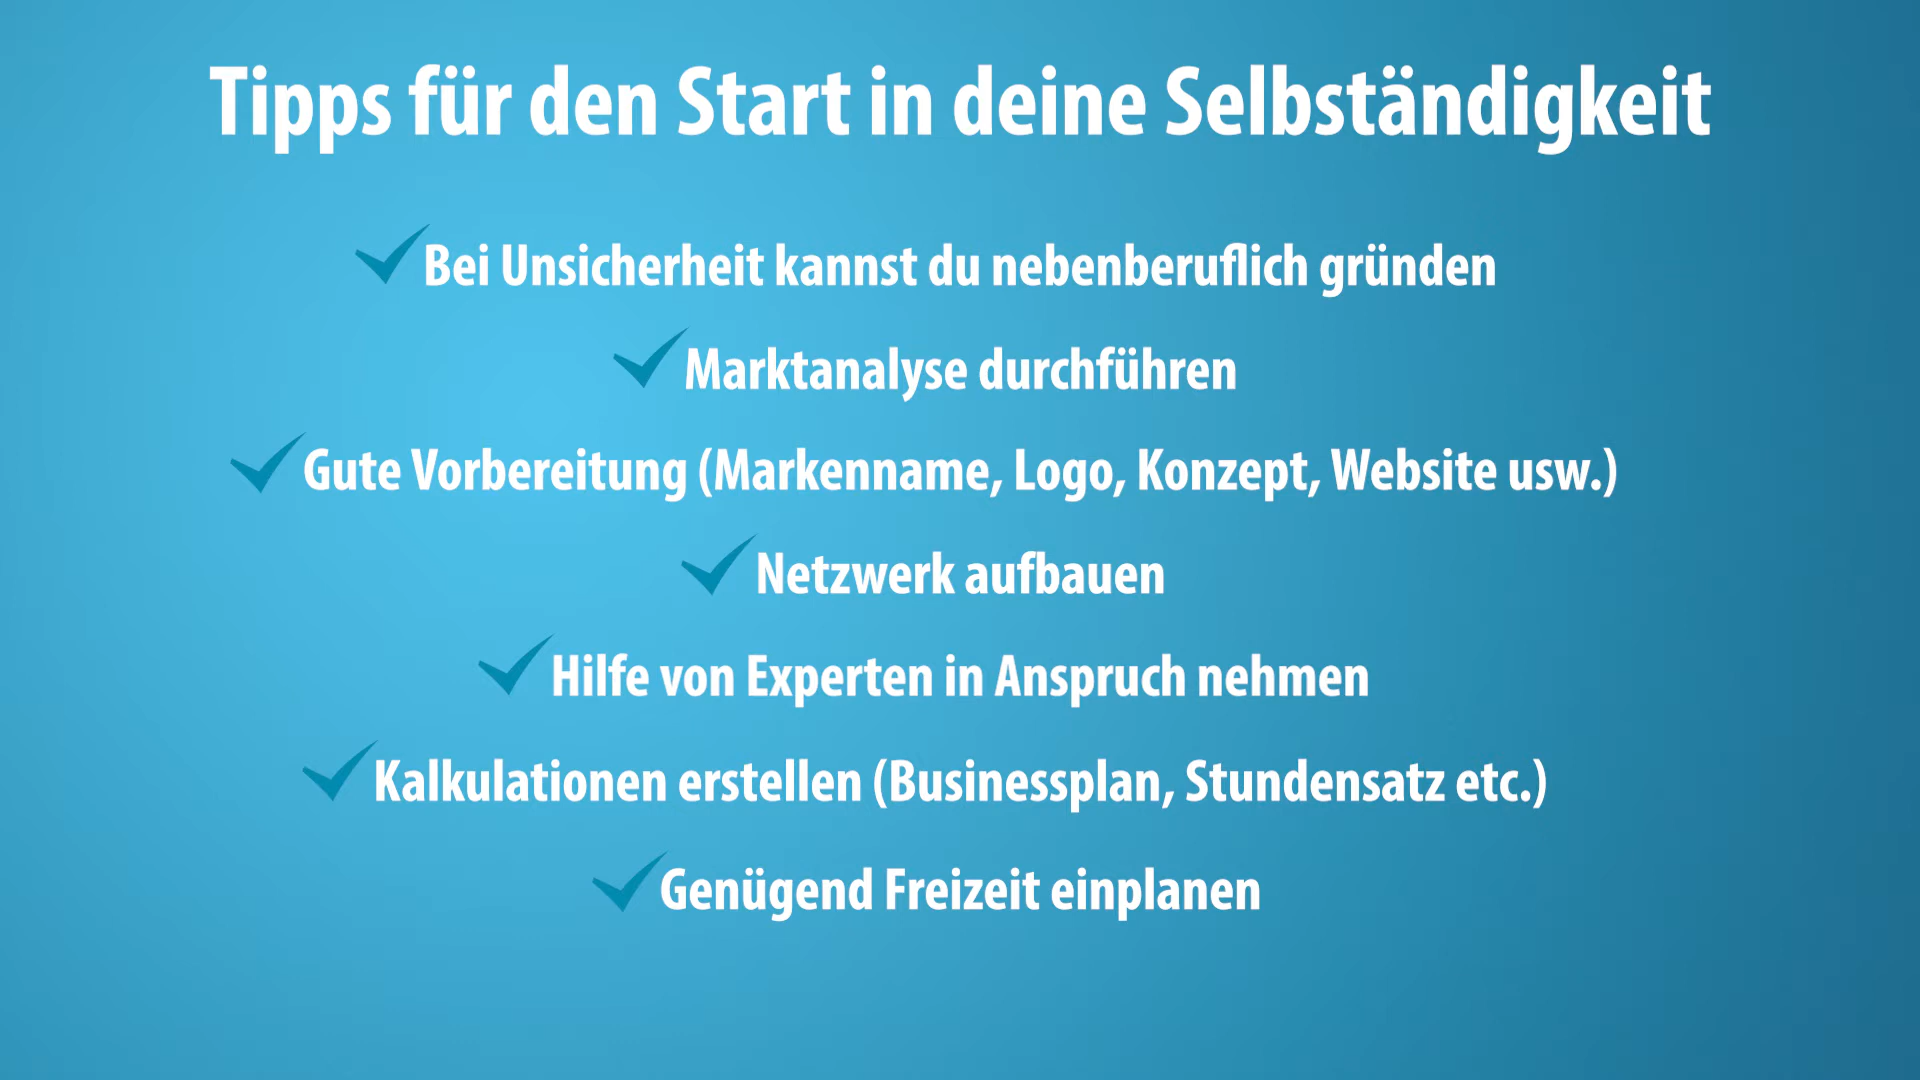 Tipps für den Start in deine Selbständigkeit
Bei Unsicherheit kannst du nebenberuflich gründen
Marktanalyse durchführen
Gute Vorbereitung (Markenname, Logo, Konzept, Website usw.)
Netzwerk aufbauen
Hilfe von Experten in Anspruch nehmen
Kalkulationen erstellen (Businessplan, Stundensatz etc.)
Genügend Freizeit einplanen